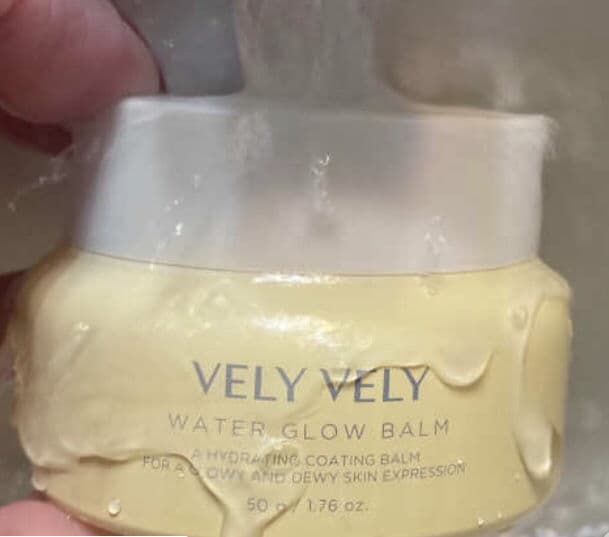 VELY VELY
WATER GLOW BALM
A HYDRATING COATING BALM
FOR A GLOWY AND DEWY SKIN EXPRESSION
50 g / 1.76 oz.